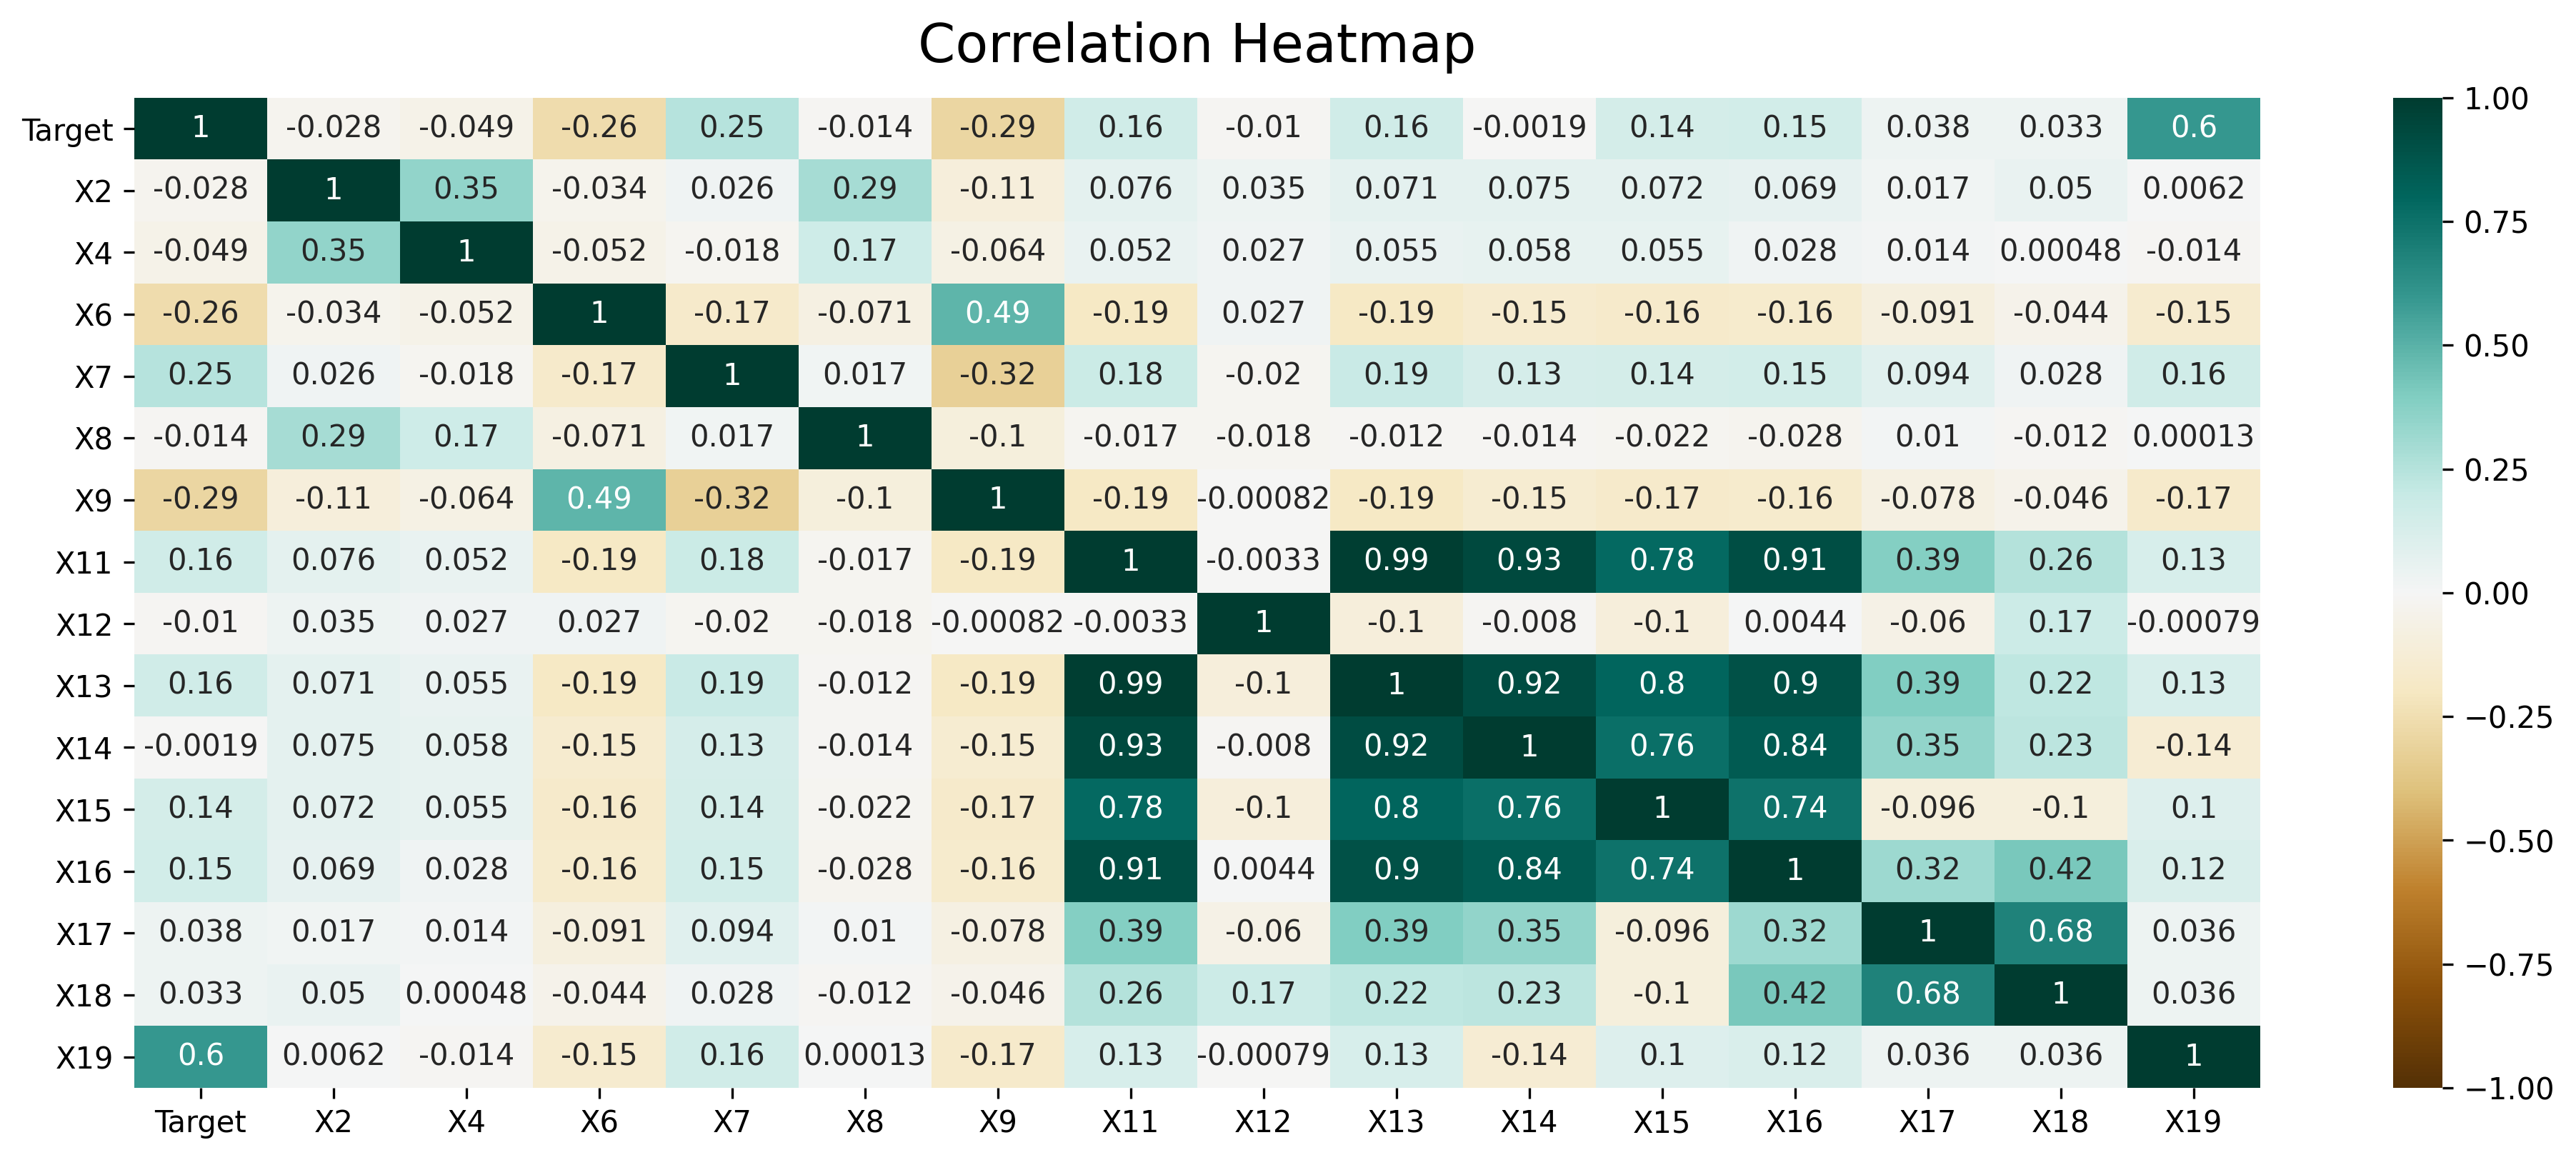 Correlation Heatmap
Target 1 -0.028 -0.049 -0.26 0.25 -0.014 -0.29 0.16 -0.01 0.16 -0.0019 0.14 0.15 0.038 0.033 0.6
X2 -0.028 1 0.35 -0.034 0.026 0.29 -0.11 0.076 0.035 0.071 0.075 0.072 0.069 0.017 0.05 0.0062
X4 -0.049 0.35 1 -0.052 -0.018 0.17 -0.064 0.052 0.027 0.055 0.058 0.055 0.028 0.014 0.00048 -0.014
X6 -0.26 -0.034 -0.052 1 -0.17 -0.071 0.49 -0.19 0.027 -0.19 -0.15 -0.16 -0.16 -0.091 -0.044 -0.15
X7 0.25 0.026 -0.018 -0.17 1 0.017 -0.32 0.18 -0.02 0.19 0.13 0.14 0.15 0.094 0.028 0.16
X8 -0.014 0.29 0.17 -0.071 0.017 1 -0.1 -0.017 -0.018 -0.012 -0.014 -0.022 -0.028 0.01 -0.012 0.00013
X9 -0.29 -0.11 -0.064 0.49 -0.32 -0.1 1 -0.19 -0.00082 -0.19 -0.15 -0.17 -0.16 -0.078 -0.046 -0.17
X11 0.16 0.076 0.052 -0.19 0.18 -0.017 -0.19 1 -0.0033 0.99 0.93 0.78 0.91 0.39 0.26 0.13
X12 -0.01 0.035 0.027 0.027 -0.02 -0.018 -0.00082 -0.0033 1 -0.1 -0.008 -0.1 0.0044 -0.06 0.17 -0.00079
X13 0.16 0.071 0.055 -0.19 0.19 -0.012 -0.19 0.99 -0.1 1 0.92 0.8 0.9 0.39 0.22 0.13
X14 -0.0019 0.075 0.058 -0.15 0.13 -0.014 -0.15 0.93 -0.008 0.92 1 0.76 0.84 0.35 0.23 -0.14
X15 0.14 0.072 0.055 -0.16 0.14 -0.022 -0.17 0.78 -0.1 0.8 0.76 1 0.74 -0.096 -0.1 0.1
X16 0.15 0.069 0.028 -0.16 0.15 -0.028 -0.16 0.91 0.0044 0.9 0.84 0.74 1 0.32 0.42 0.12
X17 0.038 0.017 0.014 -0.091 0.094 0.01 -0.078 0.39 -0.06 0.39 0.35 -0.096 0.32 1 0.68 0.036
X18 0.033 0.05 0.00048 -0.044 0.028 -0.012 -0.046 0.26 0.17 0.22 0.23 -0.1 0.42 0.68 1 0.036
X19 0.6 0.0062 -0.014 -0.15 0.16 0.00013 -0.17 0.13 -0.00079 0.13 -0.14 0.1 0.12 0.036 0.036 1
Target X2 X4 X6 X7 X8 X9 X11 X12 X13 X14 X15 X16 X17 X18 X19
1.00
0.75
0.50
0.25
0.00
−0.25
−0.50
−0.75
−1.00